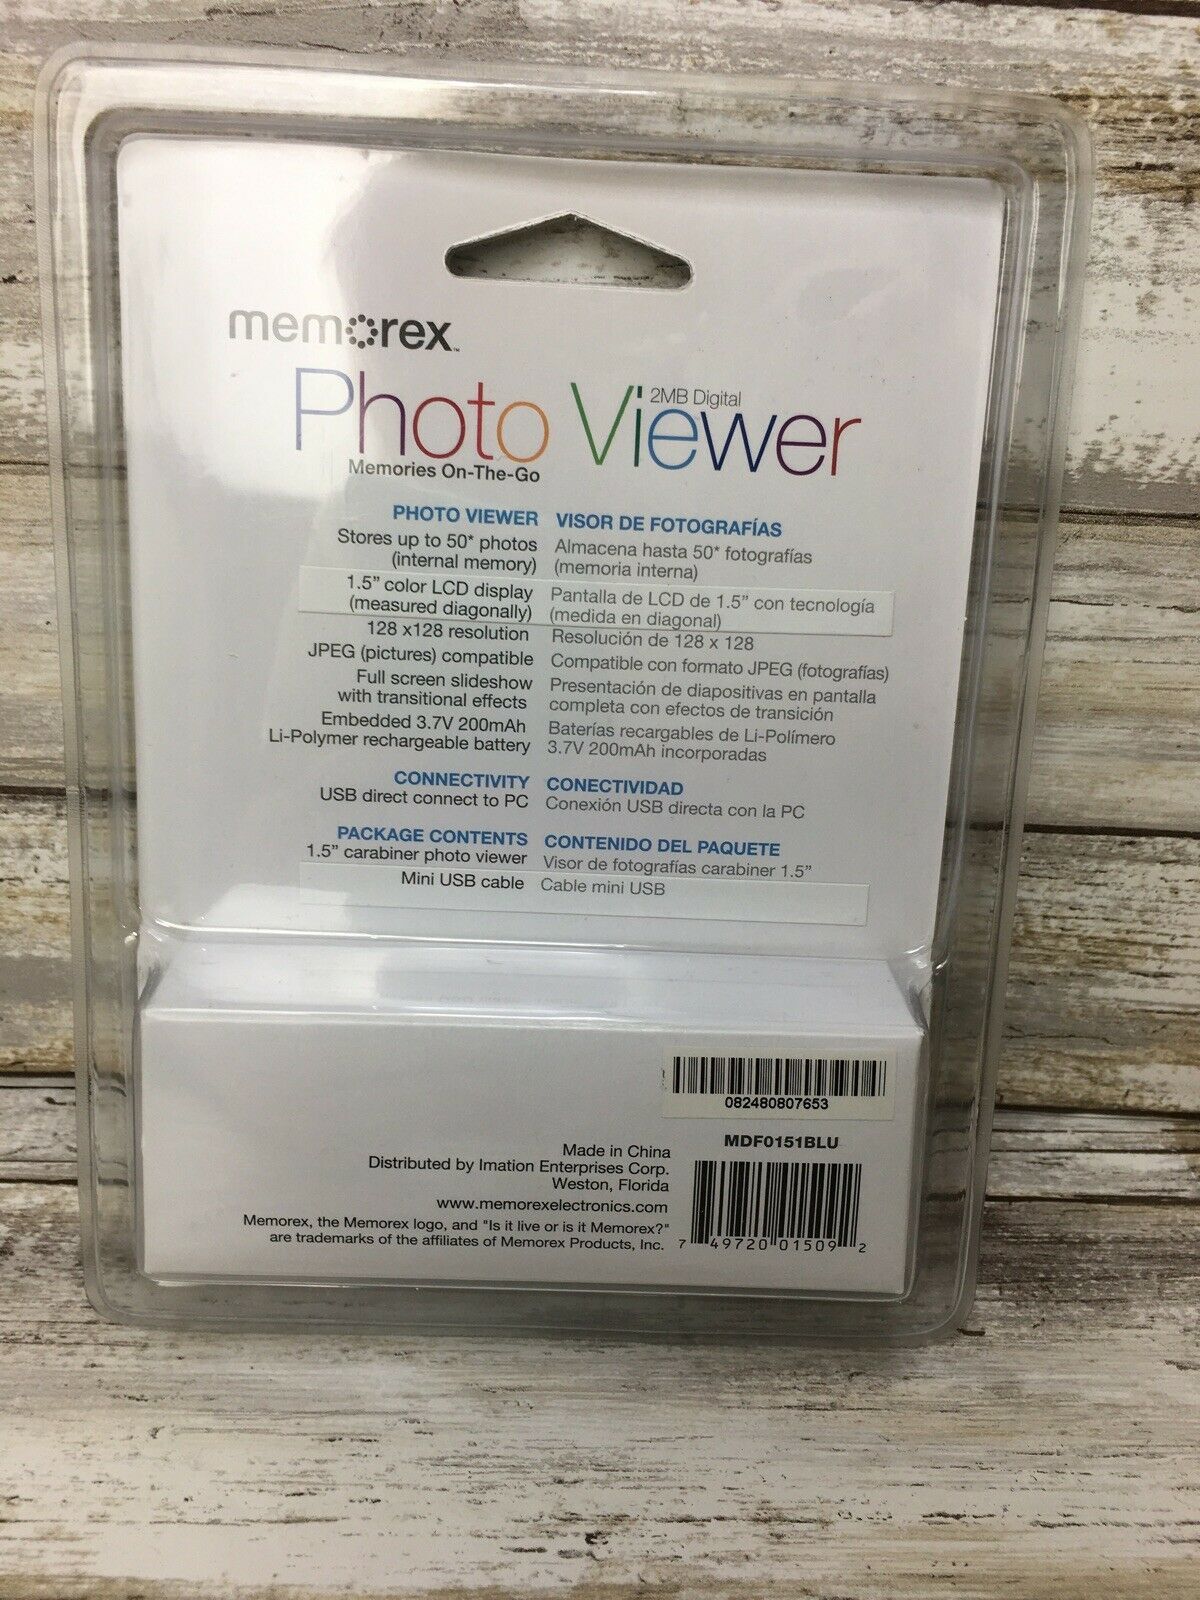 memorex™
2MB Digital
Photo Viewer
Memories On-The-Go
PHOTO VIEWER
Stores up to 50* photos
(internal memory)
1.5” color LCD display
(measured diagonally)
128 x128 resolution
JPEG (pictures) compatible
Full screen slideshow
with transitional effects
Embedded 3.7V 200mAh
Li-Polymer rechargeable battery
CONNECTIVITY
USB direct connect to PC
PACKAGE CONTENTS
1.5” carabiner photo viewer
Mini USB cable
VISOR DE FOTOGRAFÍAS
Almacena hasta 50* fotografías
(memoria interna)
Pantalla de LCD de 1.5” con tecnología
(medida en diagonal)
Resolución de 128 x 128
Compatible con formato JPEG (fotografías)
Presentación de diapositivas en pantalla
completa con efectos de transición
Baterías recargables de Li-Polímero
3.7V 200mAh incorporadas
CONECTIVIDAD
Conexión USB directa con la PC
CONTENIDO DEL PAQUETE
Visor de fotografías carabiner 1.5”
Cable mini USB
082480807653
MDF0151BLU
Made in China
Distributed by Imation Enterprises Corp.
Weston, Florida
www.memorexelectronics.com
Memorex, the Memorex logo, and "Is it live or is it Memorex?"
are trademarks of the affiliates of Memorex Products, Inc.
7 49720 01509 2